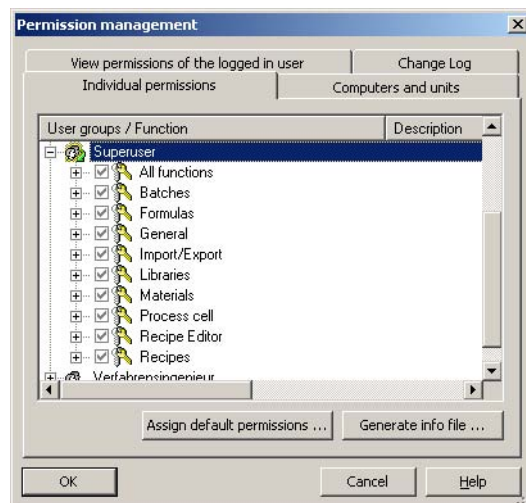 Permission management
View permissions of the logged in user
Change Log
Individual permissions
Computers and units
User groups / Function
Description
Superuser
All functions
Batches
Formulas
General
Import/Export
Libraries
Materials
Process cell
Recipe Editor
Recipes
Verfahrensingenieur
Assign default permissions ...
Generate info file ...
OK
Cancel
Help